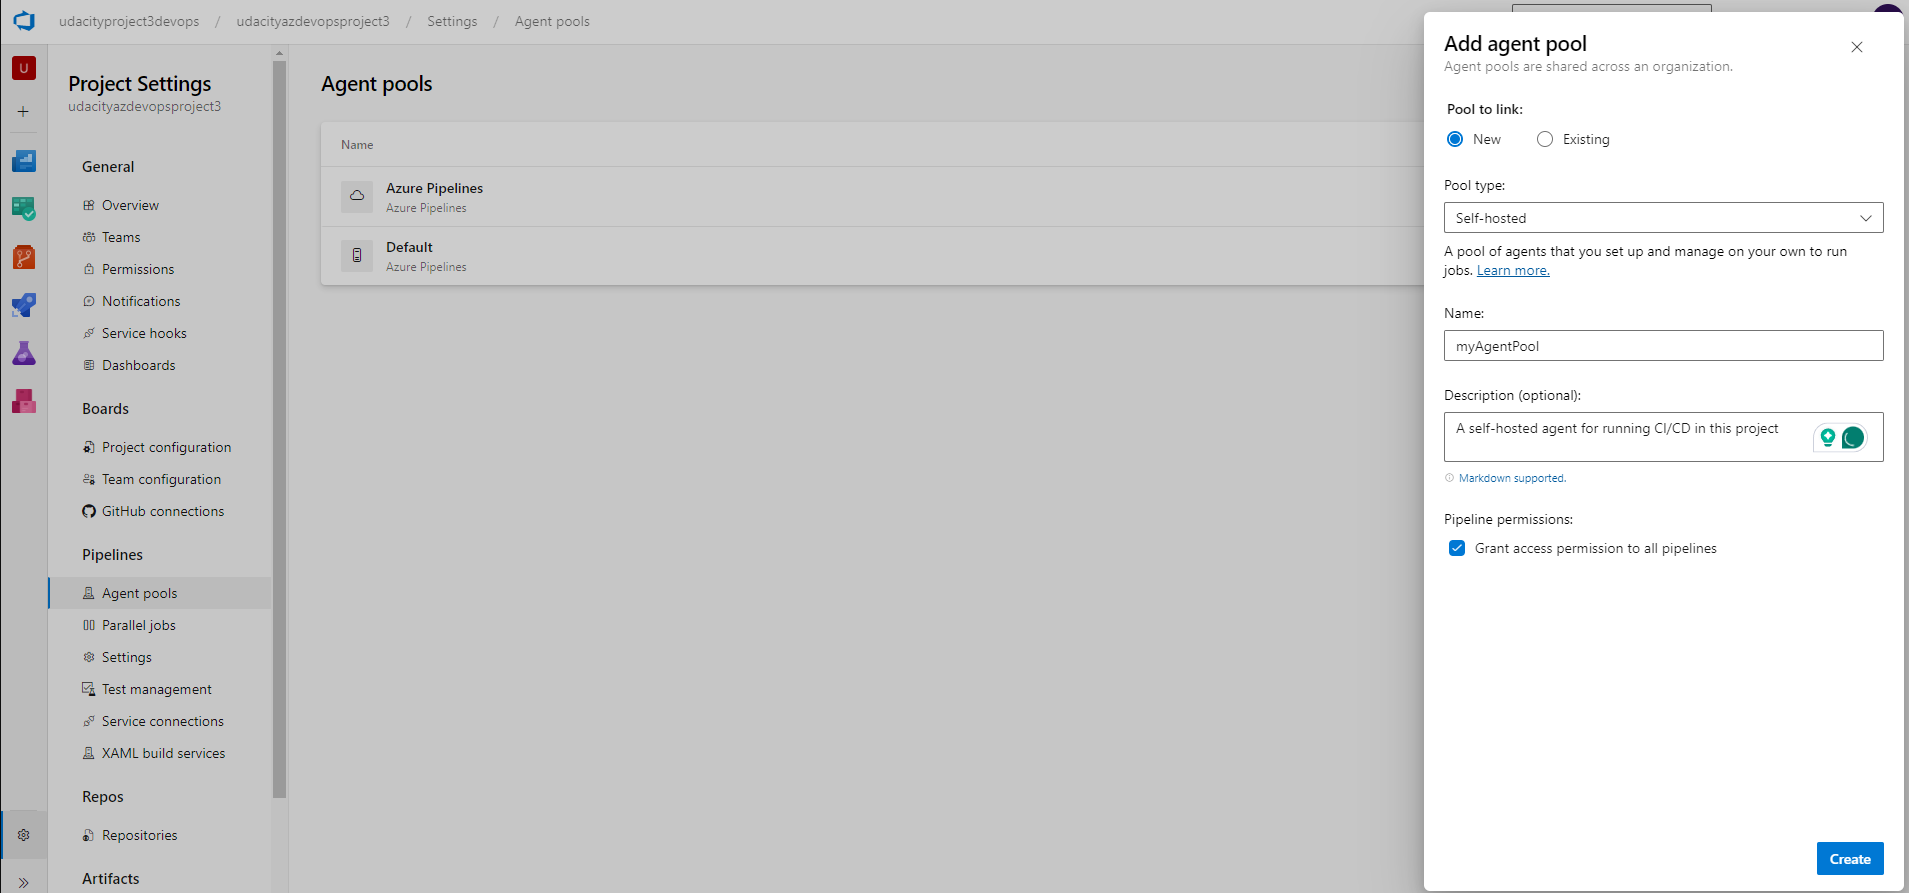 udacityproject3devops / udacityazdevopsproject3 / Settings / Agent pools
U
Project Settings
udacityazdevopsproject3
General
Overview
Teams
Permissions
Notifications
Service hooks
Dashboards
Boards
Project configuration
Team configuration
GitHub connections
Pipelines
Agent pools
Parallel jobs
Settings
Test management
Service connections
XAML build services
Repos
Repositories
Artifacts
Agent pools
Name
Azure Pipelines
Azure Pipelines
Default
Azure Pipelines
Add agent pool
Agent pools are shared across an organization.
Pool to link:
New Existing
Pool type:
Self-hosted
A pool of agents that you set up and manage on your own to run
jobs. Learn more.
Name:
myAgentPool
Description (optional):
A self-hosted agent for running CI/CD in this project
Markdown supported.
Pipeline permissions:
Grant access permission to all pipelines
Create